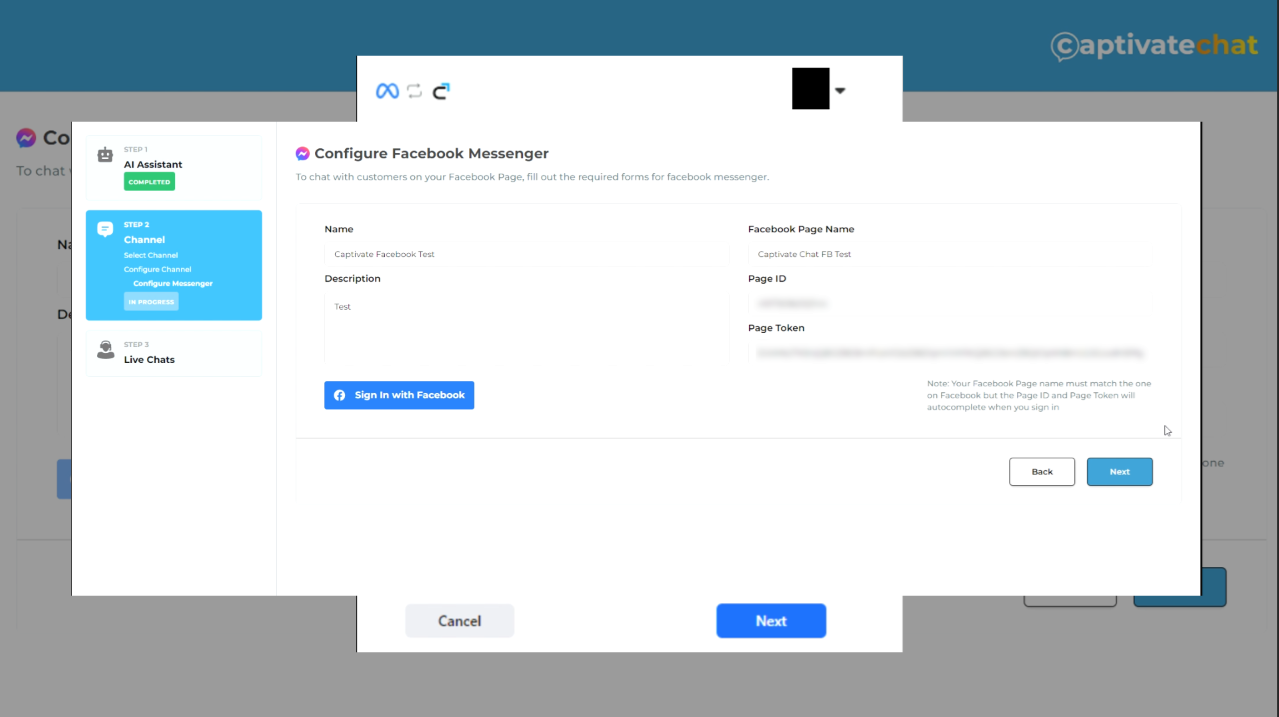 captivatechat
Co
To chat
STEP 1
AI Assistant
COMPLETED
STEP 2
Channel
Select Channel
Configure Channel
Configure Messenger
IN PROGRESS
STEP 3
Live Chats
Configure Facebook Messenger
To chat with customers on your Facebook Page, fill out the required forms for facebook messenger.
Name
Captivate Facebook Test
Description
Test
Sign In with Facebook
Facebook Page Name
Captivate Chat FB Test
Page ID
Page Token
Note: Your Facebook Page name must match the one
on Facebook but the Page ID and Page Token will
autocomplete when you sign in
Back
Next
Na
De
one
Cancel
Next